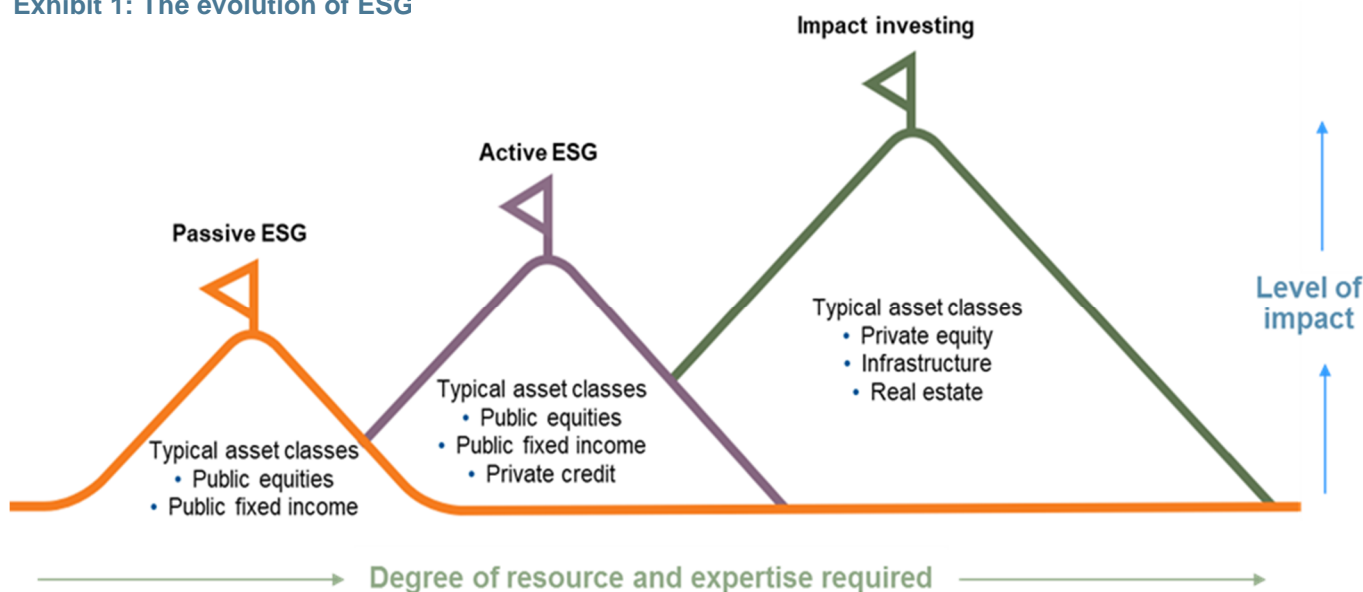 Exhibit 1: The evolution of ESG
Impact investing
Active ESG
Passive ESG
Typical asset classes
• Private equity
• Infrastructure
• Real estate
Level of
impact
Typical asset classes
• Public equities
• Public fixed income
• Private credit
Typical asset classes
• Public equities
• Public fixed income
Degree of resource and expertise required